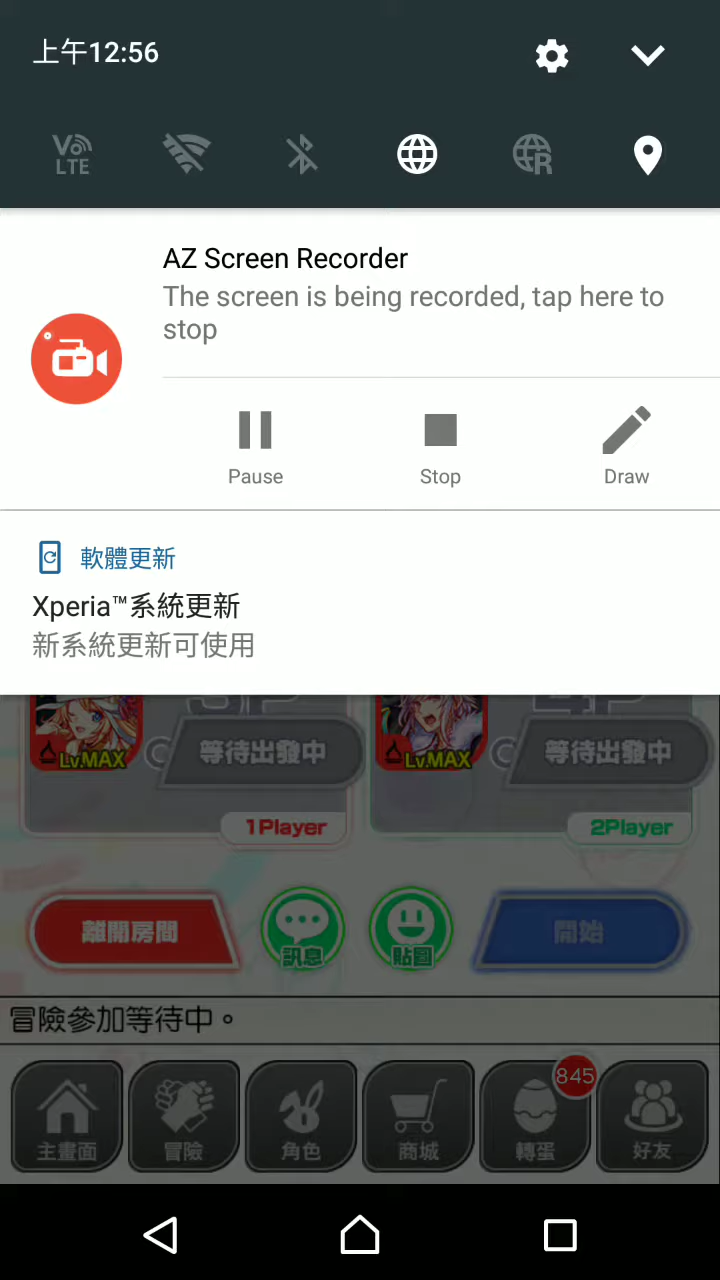 上午12:56
VoLTE
R
AZ Screen Recorder
The screen is being recorded, tap here to
stop
Pause
Stop
Draw
軟體更新
Xperia™系統更新
新系統更新可使用
Lv.MAX
等待出發中
Lv.MAX
等待出發中
1Player
2Player
離開房間
訊息
貼圖
開始
冒險參加等待中。
845
主畫面
冒險
角色
商城
轉蛋
好友